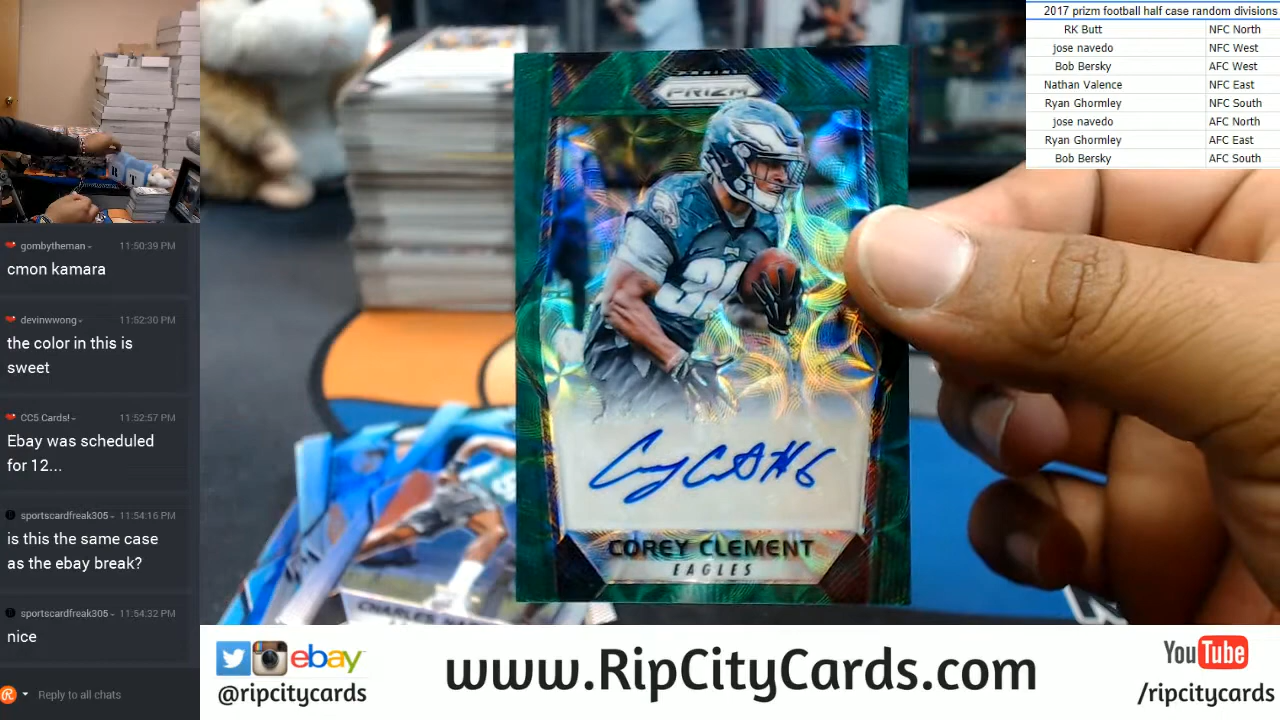 2017 prizm football half case random divisions
RK Butt NFC North
jose navedo NFC West
Bob Bersky AFC West
Nathan Valence NFC East
Ryan Ghormley NFC South
jose navedo AFC North
Ryan Ghormley AFC East
Bob Bersky AFC South
gombytheman 11:50:39 PM
cmon kamara
devinwwong 11:52:30 PM
the color in this is
sweet
CC5 Cards! 11:52:57 PM
Ebay was scheduled
for 12...
sportscardfreak305 11:54:16 PM
is this the same case
as the ebay break?
sportscardfreak305 11:54:32 PM
nice
Reply to all chats
PANINI
PRIZM
COREY CLEMENT
EAGLES
CHARLES
ebay
@ripcitycards
www.RipCityCards.com
YouTube
/ripcitycards